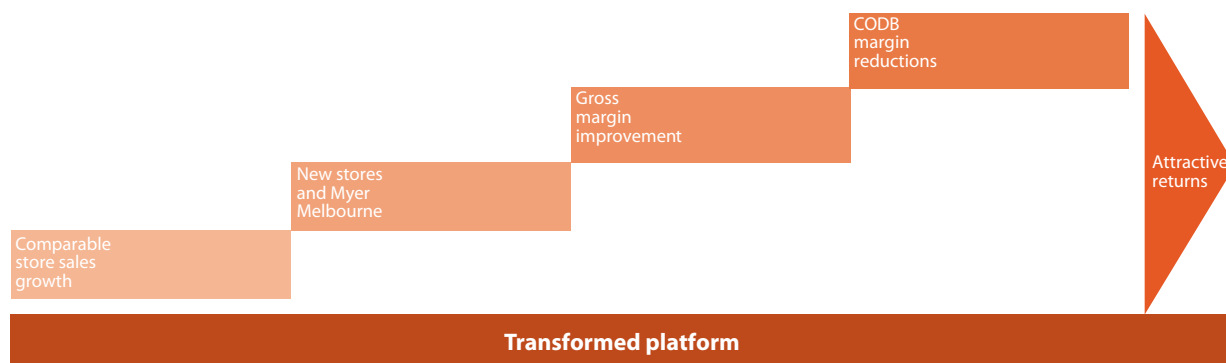 CODB
margin
reductions
Gross
margin
improvement
New stores
and Myer
Melbourne
Comparable
store sales
growth
Attractive
returns
Transformed platform